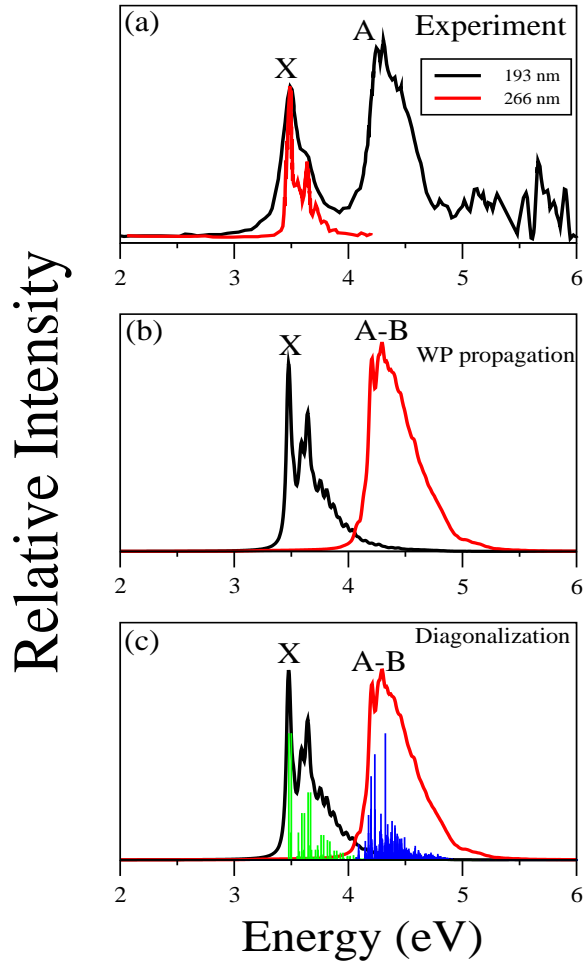 (a)
Experiment
X
A
193 nm
266 nm
2 3 4 5 6
(b)
X
A-B
WP propagation
2 3 4 5 6
(c)
X
A-B
Diagonalization
2 3 4 5 6
Energy (eV)
Relative Intensity